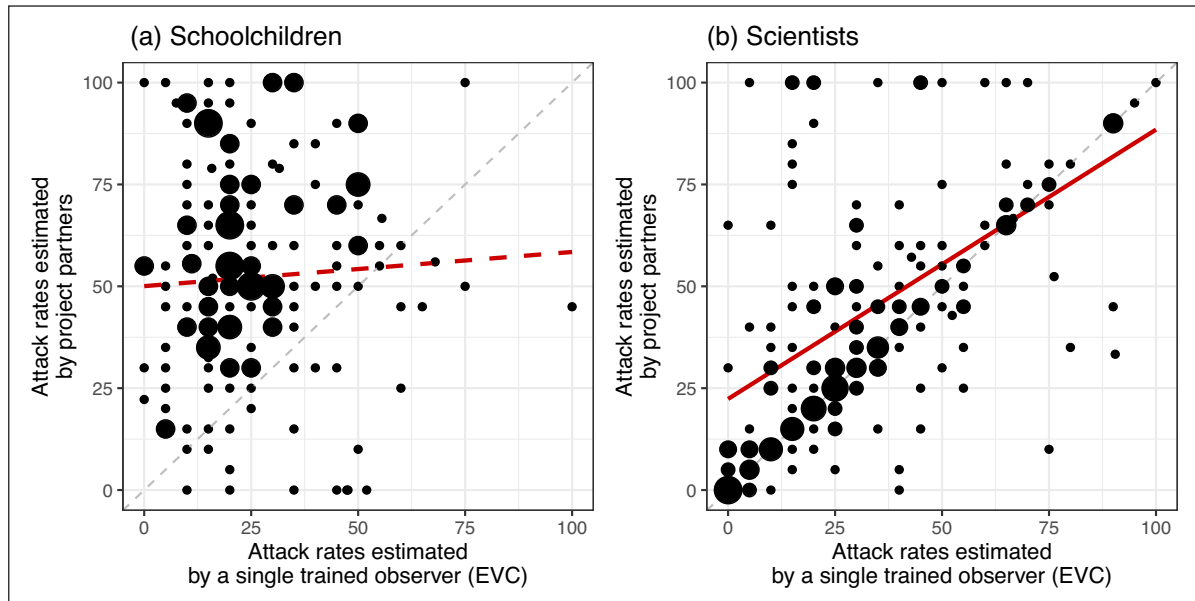 (a) Schoolchildren
(b) Scientists
Attack rates estimated
by project partners
100
75
50
25
0
0 25 50 75 100
Attack rates estimated
by a single trained observer (EVC)
Attack rates estimated
by project partners
100
75
50
25
0
0 25 50 75 100
Attack rates estimated
by a single trained observer (EVC)